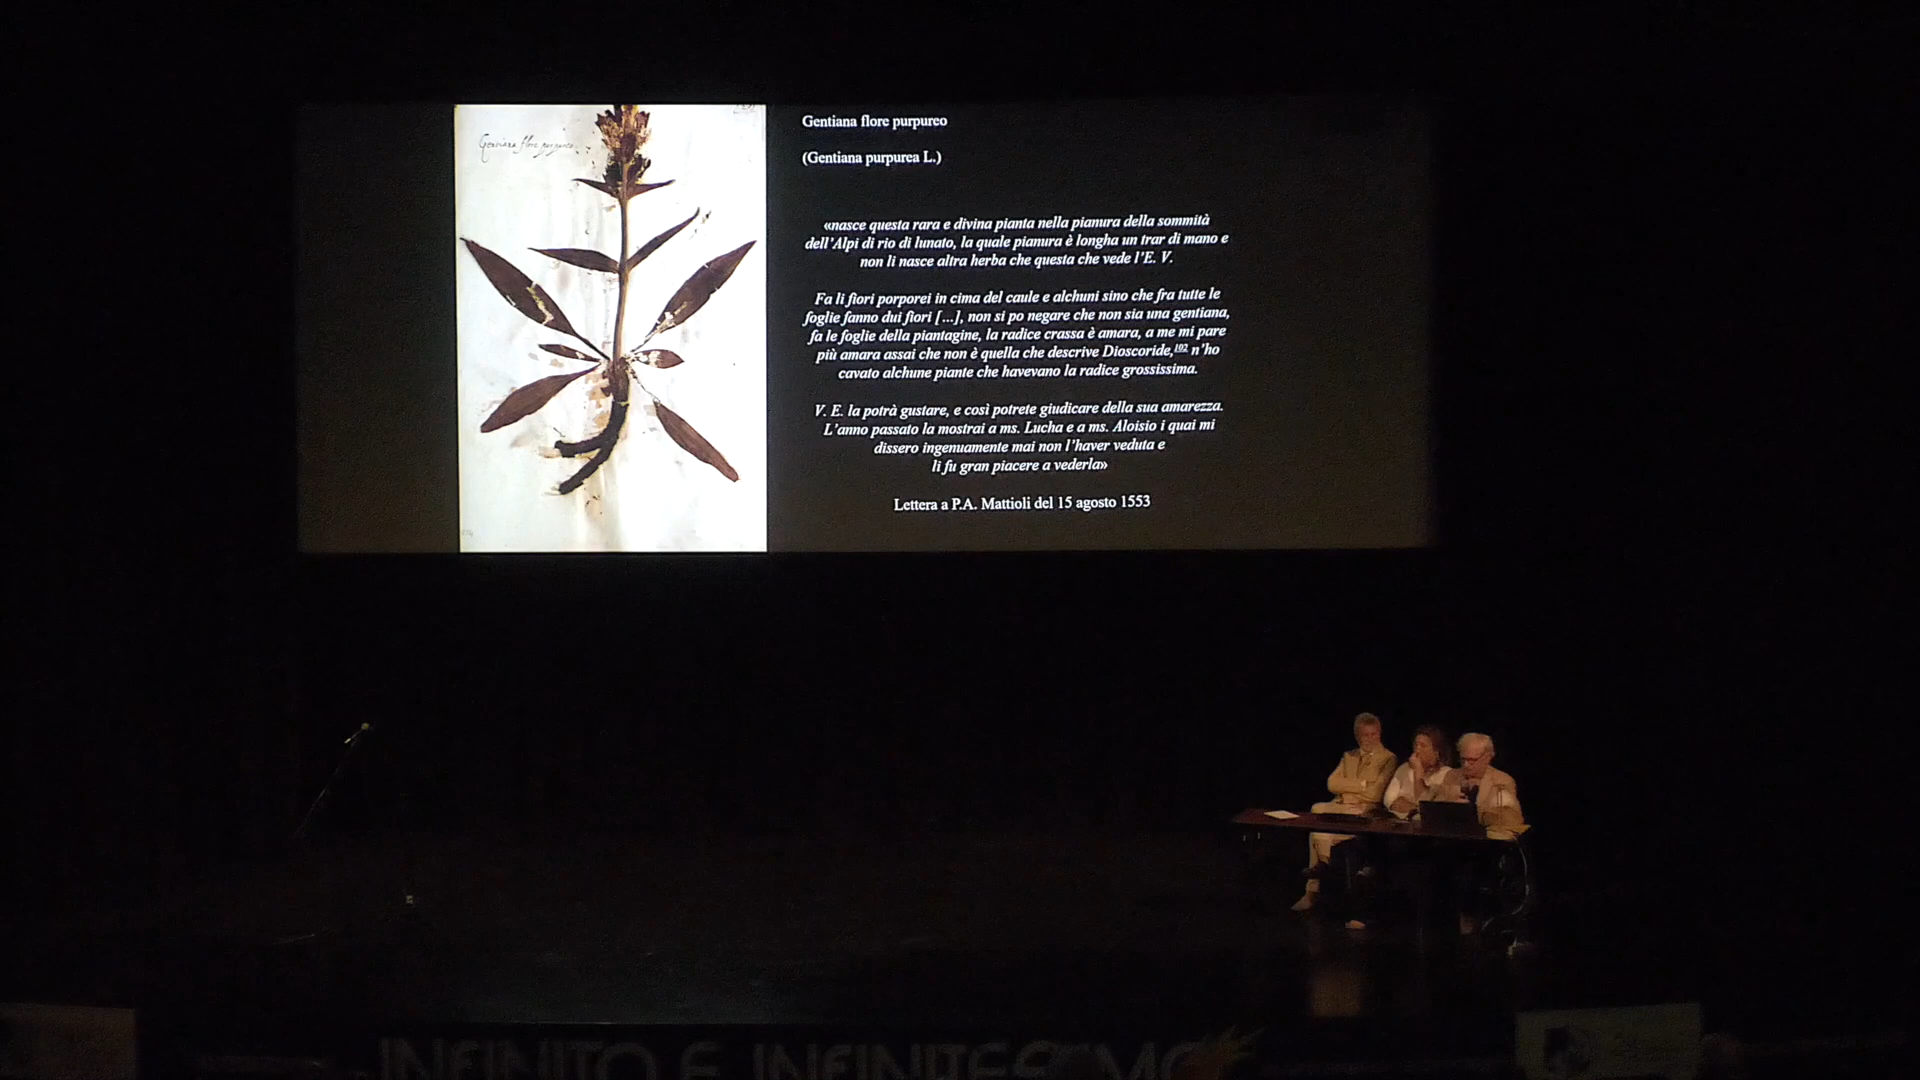 Gentiana flore purpureo.
Gentiana flore purpureo
(Gentiana purpurea L.)
«nasce questa rara e divina pianta nella pianura della sommità
dell'Alpi di rio di lunato, la quale pianura è longha un trar di mano e
non li nasce altra herba che questa che vede l'E. V.
Fa li fiori porporei in cima del caule e alchuni sino che fra tutte le
foglie fanno dui fiori [...], non si po negare che non sia una gentiana,
fa le foglie della piantagine, la radice crassa è amara, a me mi pare
più amara assai che non è quella che descrive Dioscoride,102 n'ho
cavato alchune piante che havevano la radice grossissima.
V. E. la potrà gustare, e così potrete giudicare della sua amarezza.
L'anno passato la mostrai a ms. Lucha e a ms. Aloisio i quai mi
dissero ingenuamente mai non l'haver veduta e
li fu gran piacere a vederla»
Lettera a P.A. Mattioli del 15 agosto 1553
INFINITO E INFINITESIMO